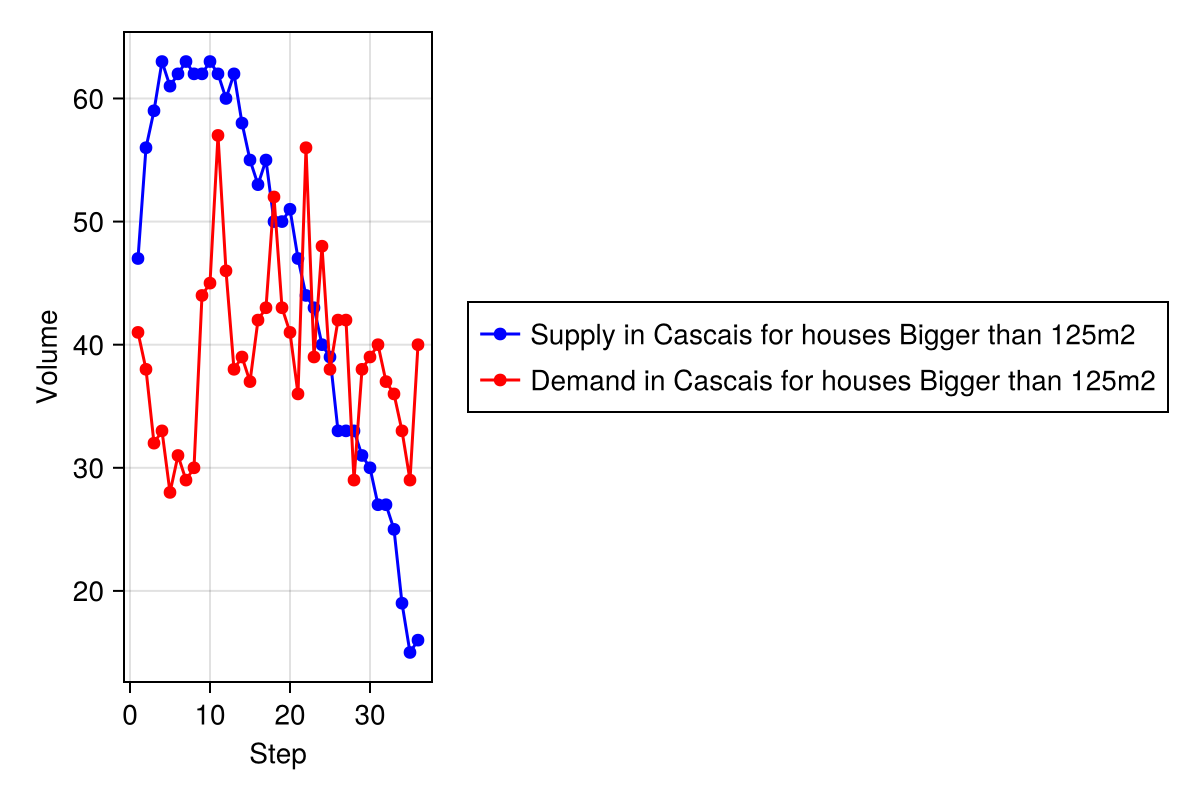 60
50
40
30
20
Volume
0 10 20 30
Step
Supply in Cascais for houses Bigger than 125m2
Demand in Cascais for houses Bigger than 125m2